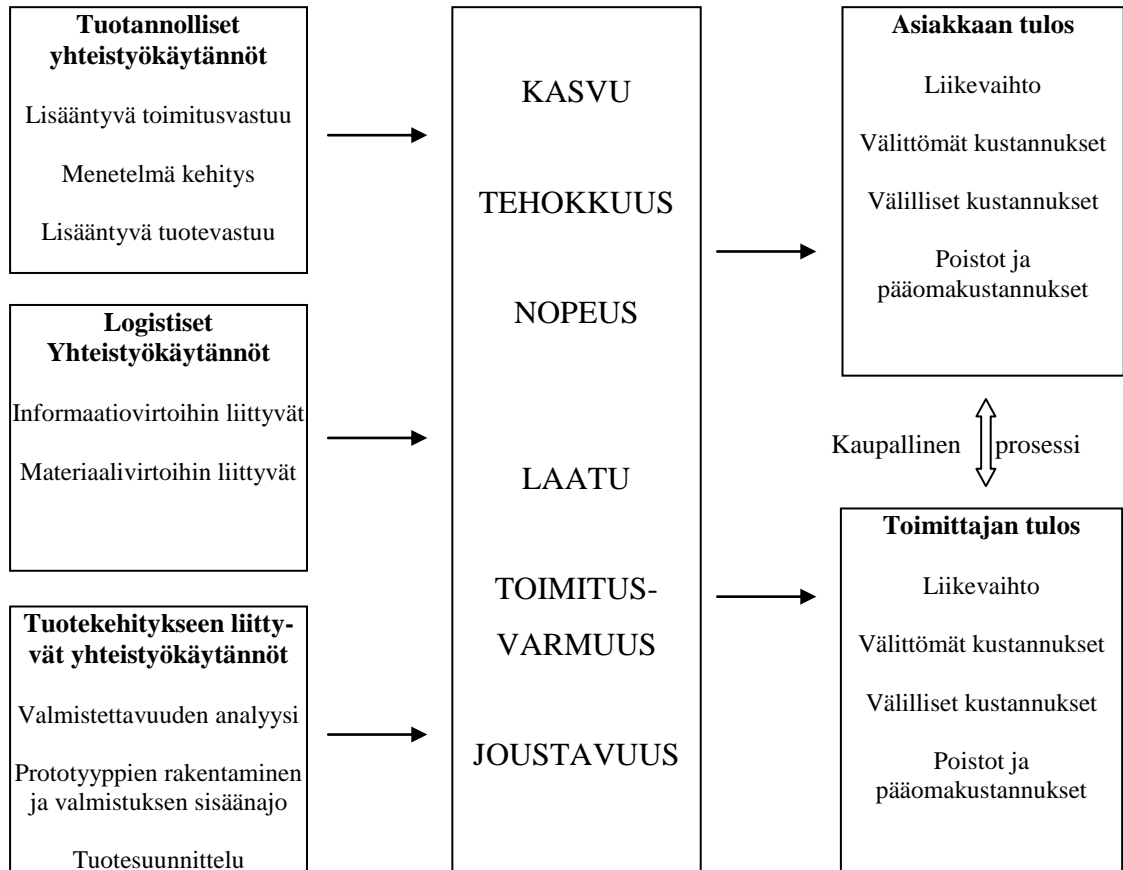 Tuotannolliset
yhteistyökäytännöt
Lisääntyvä toimitusvastuu
Menetelmä kehitys
Lisääntyvä tuotevastuu
Logistiset
Yhteistyökäytännöt
Informaatiovirtoihin liittyvät
Materiaalivirtoihin liittyvät
Tuotekehitykseen liitty-
vät yhteistyökäytännöt
Valmistettavuuden analyysi
Prototyyppien rakentaminen
ja valmistuksen sisäänajo
Tuotesuunnittelu
KASVU
TEHOKKUUS
NOPEUS
LAATU
TOIMITUS-
VARMUUS
JOUSTAVUUS
Asiakkaan tulos
Liikevaihto
Välittömät kustannukset
Välilliset kustannukset
Poistot ja
pääomakustannukset
Kaupallinen prosessi
Toimittajan tulos
Liikevaihto
Välittömät kustannukset
Välilliset kustannukset
Poistot ja
pääomakustannukset